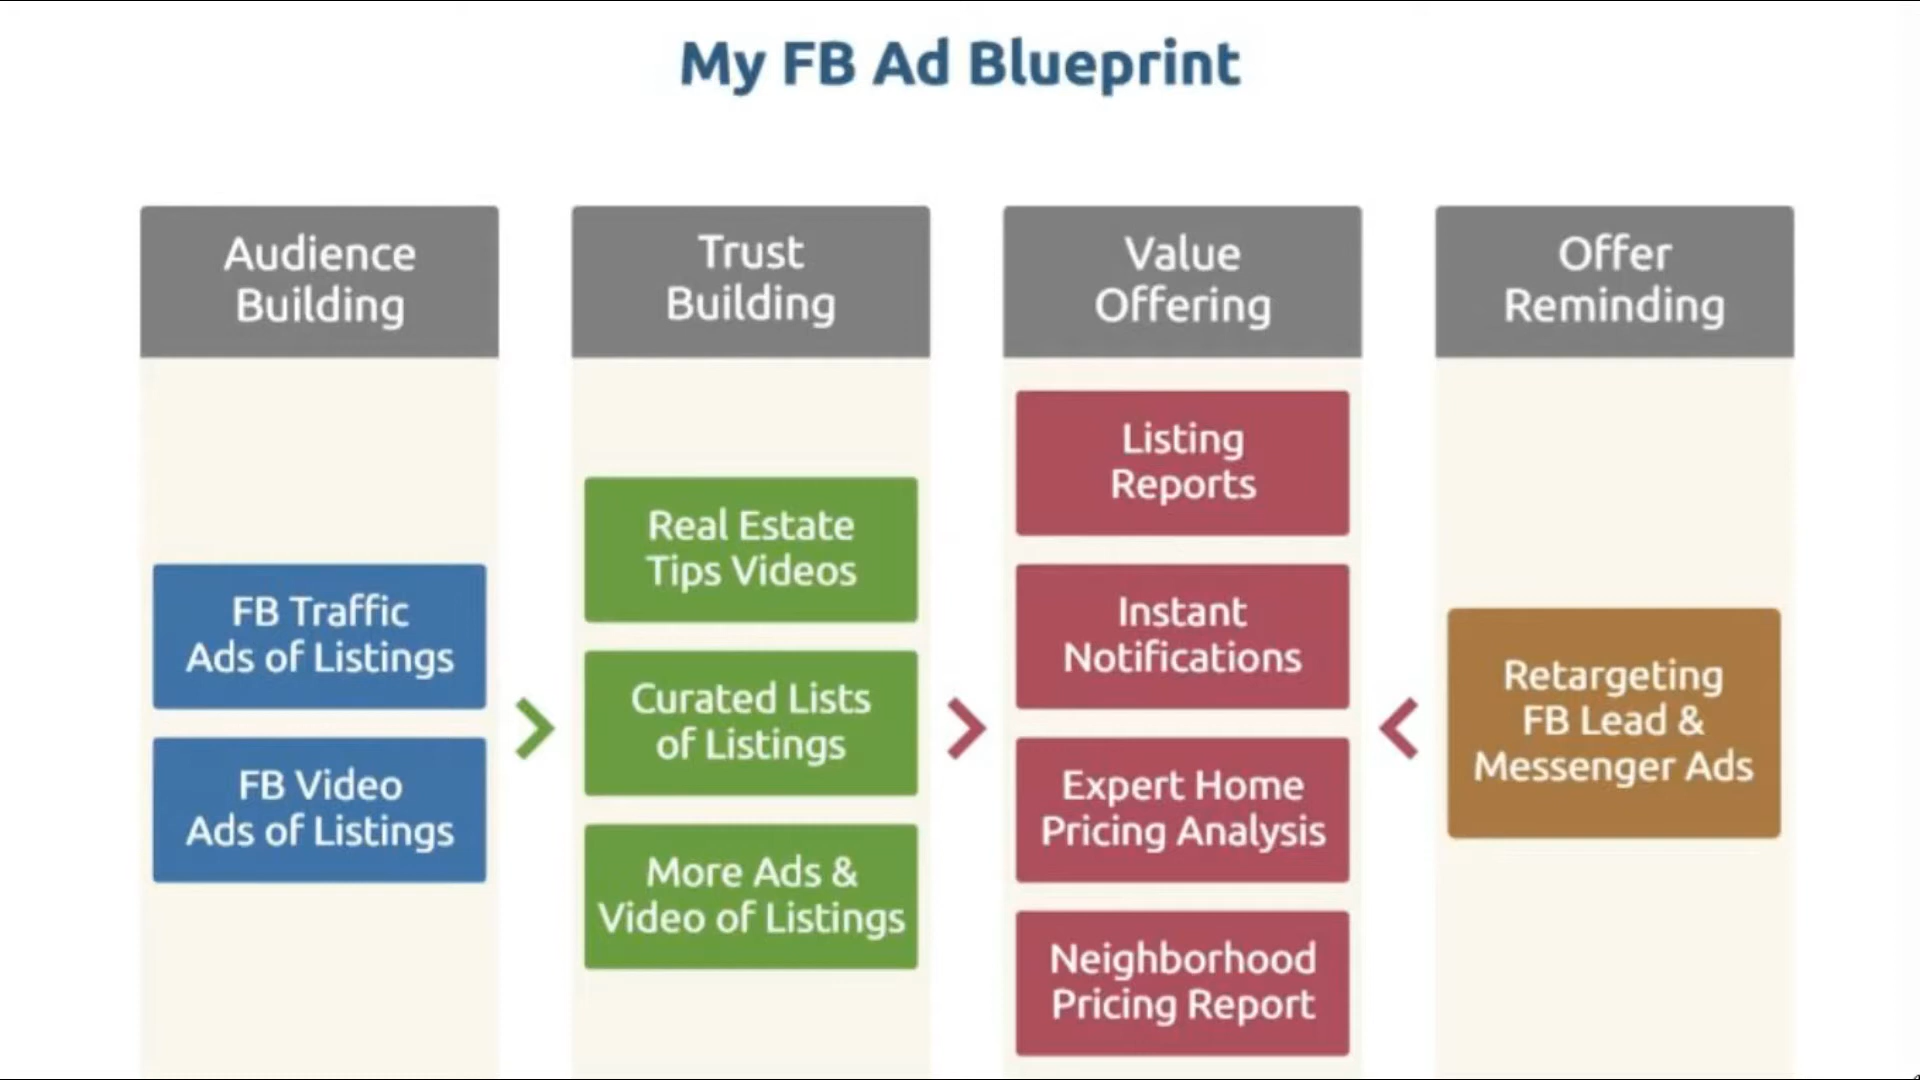 My FB Ad Blueprint
Audience
Building
FB Traffic
Ads of Listings
FB Video
Ads of Listings
Trust
Building
Real Estate
Tips Videos
Curated Lists
of Listings
More Ads &
Video of Listings
Value
Offering
Listing
Reports
Instant
Notifications
Expert Home
Pricing Analysis
Neighborhood
Pricing Report
Offer
Reminding
Retargeting
FB Lead &
Messenger Ads